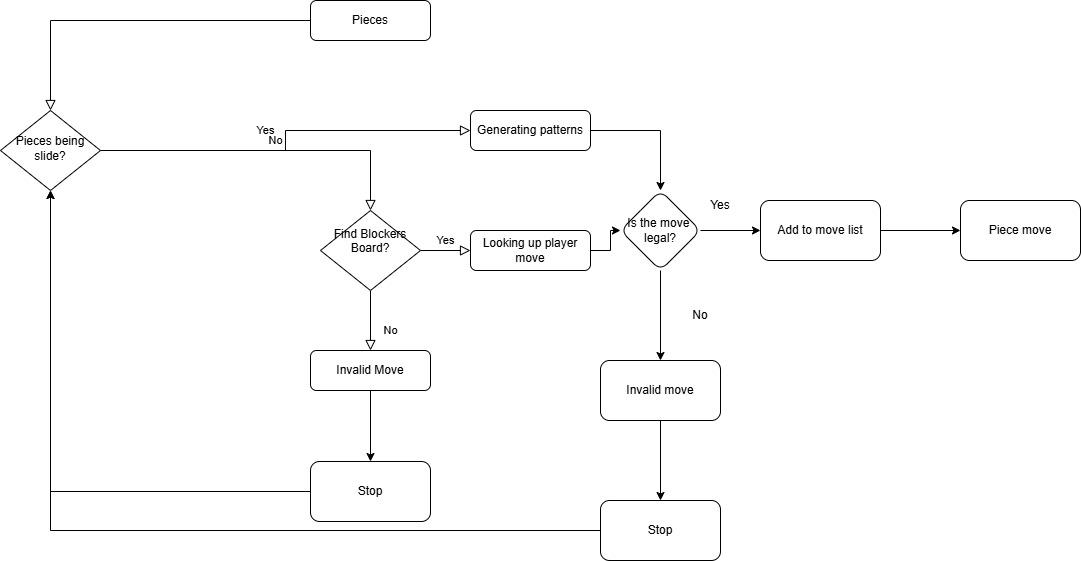 Pieces
Pieces being
slide?
Yes
No
Generating patterns
Find Blockers
Board?
Yes
Looking up player
move
Is the move
legal?
Yes
Add to move list
Piece move
No
No
Invalid Move
Invalid move
Stop
Stop